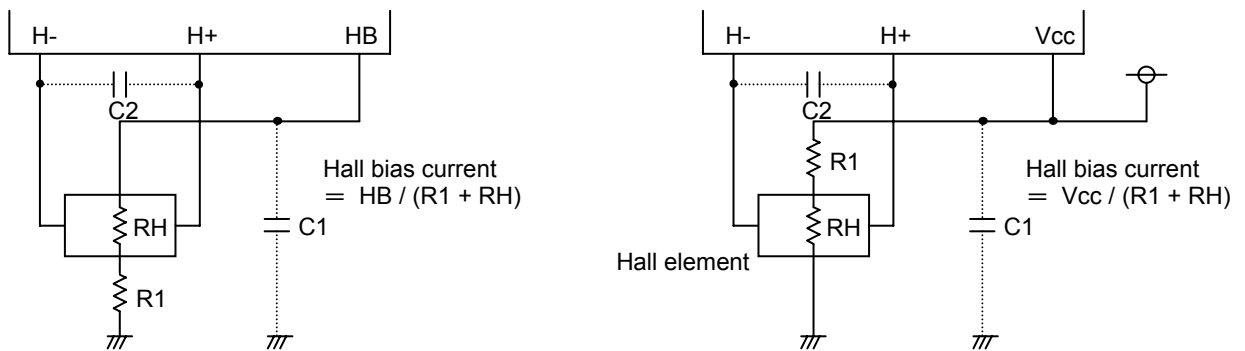 H-
H+
HB
C2
Hall bias current
= HB / (R1 + RH)
RH
C1
R1
H-
H+
Vcc
C2
R1
Hall bias current
= Vcc / (R1 + RH)
RH
C1
Hall element